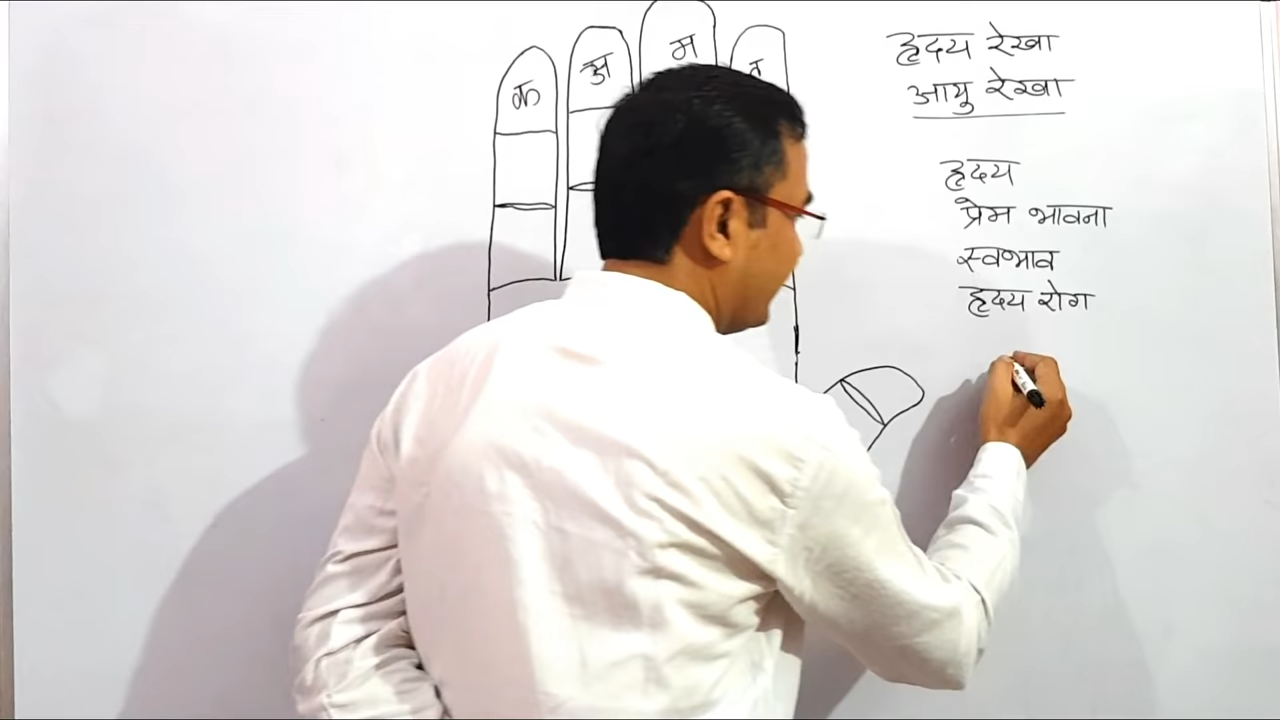 क
अ
म
हृदय रेखा
आयु रेखा
हृदय
प्रेम भावना
स्वभाव
हृदय रोग